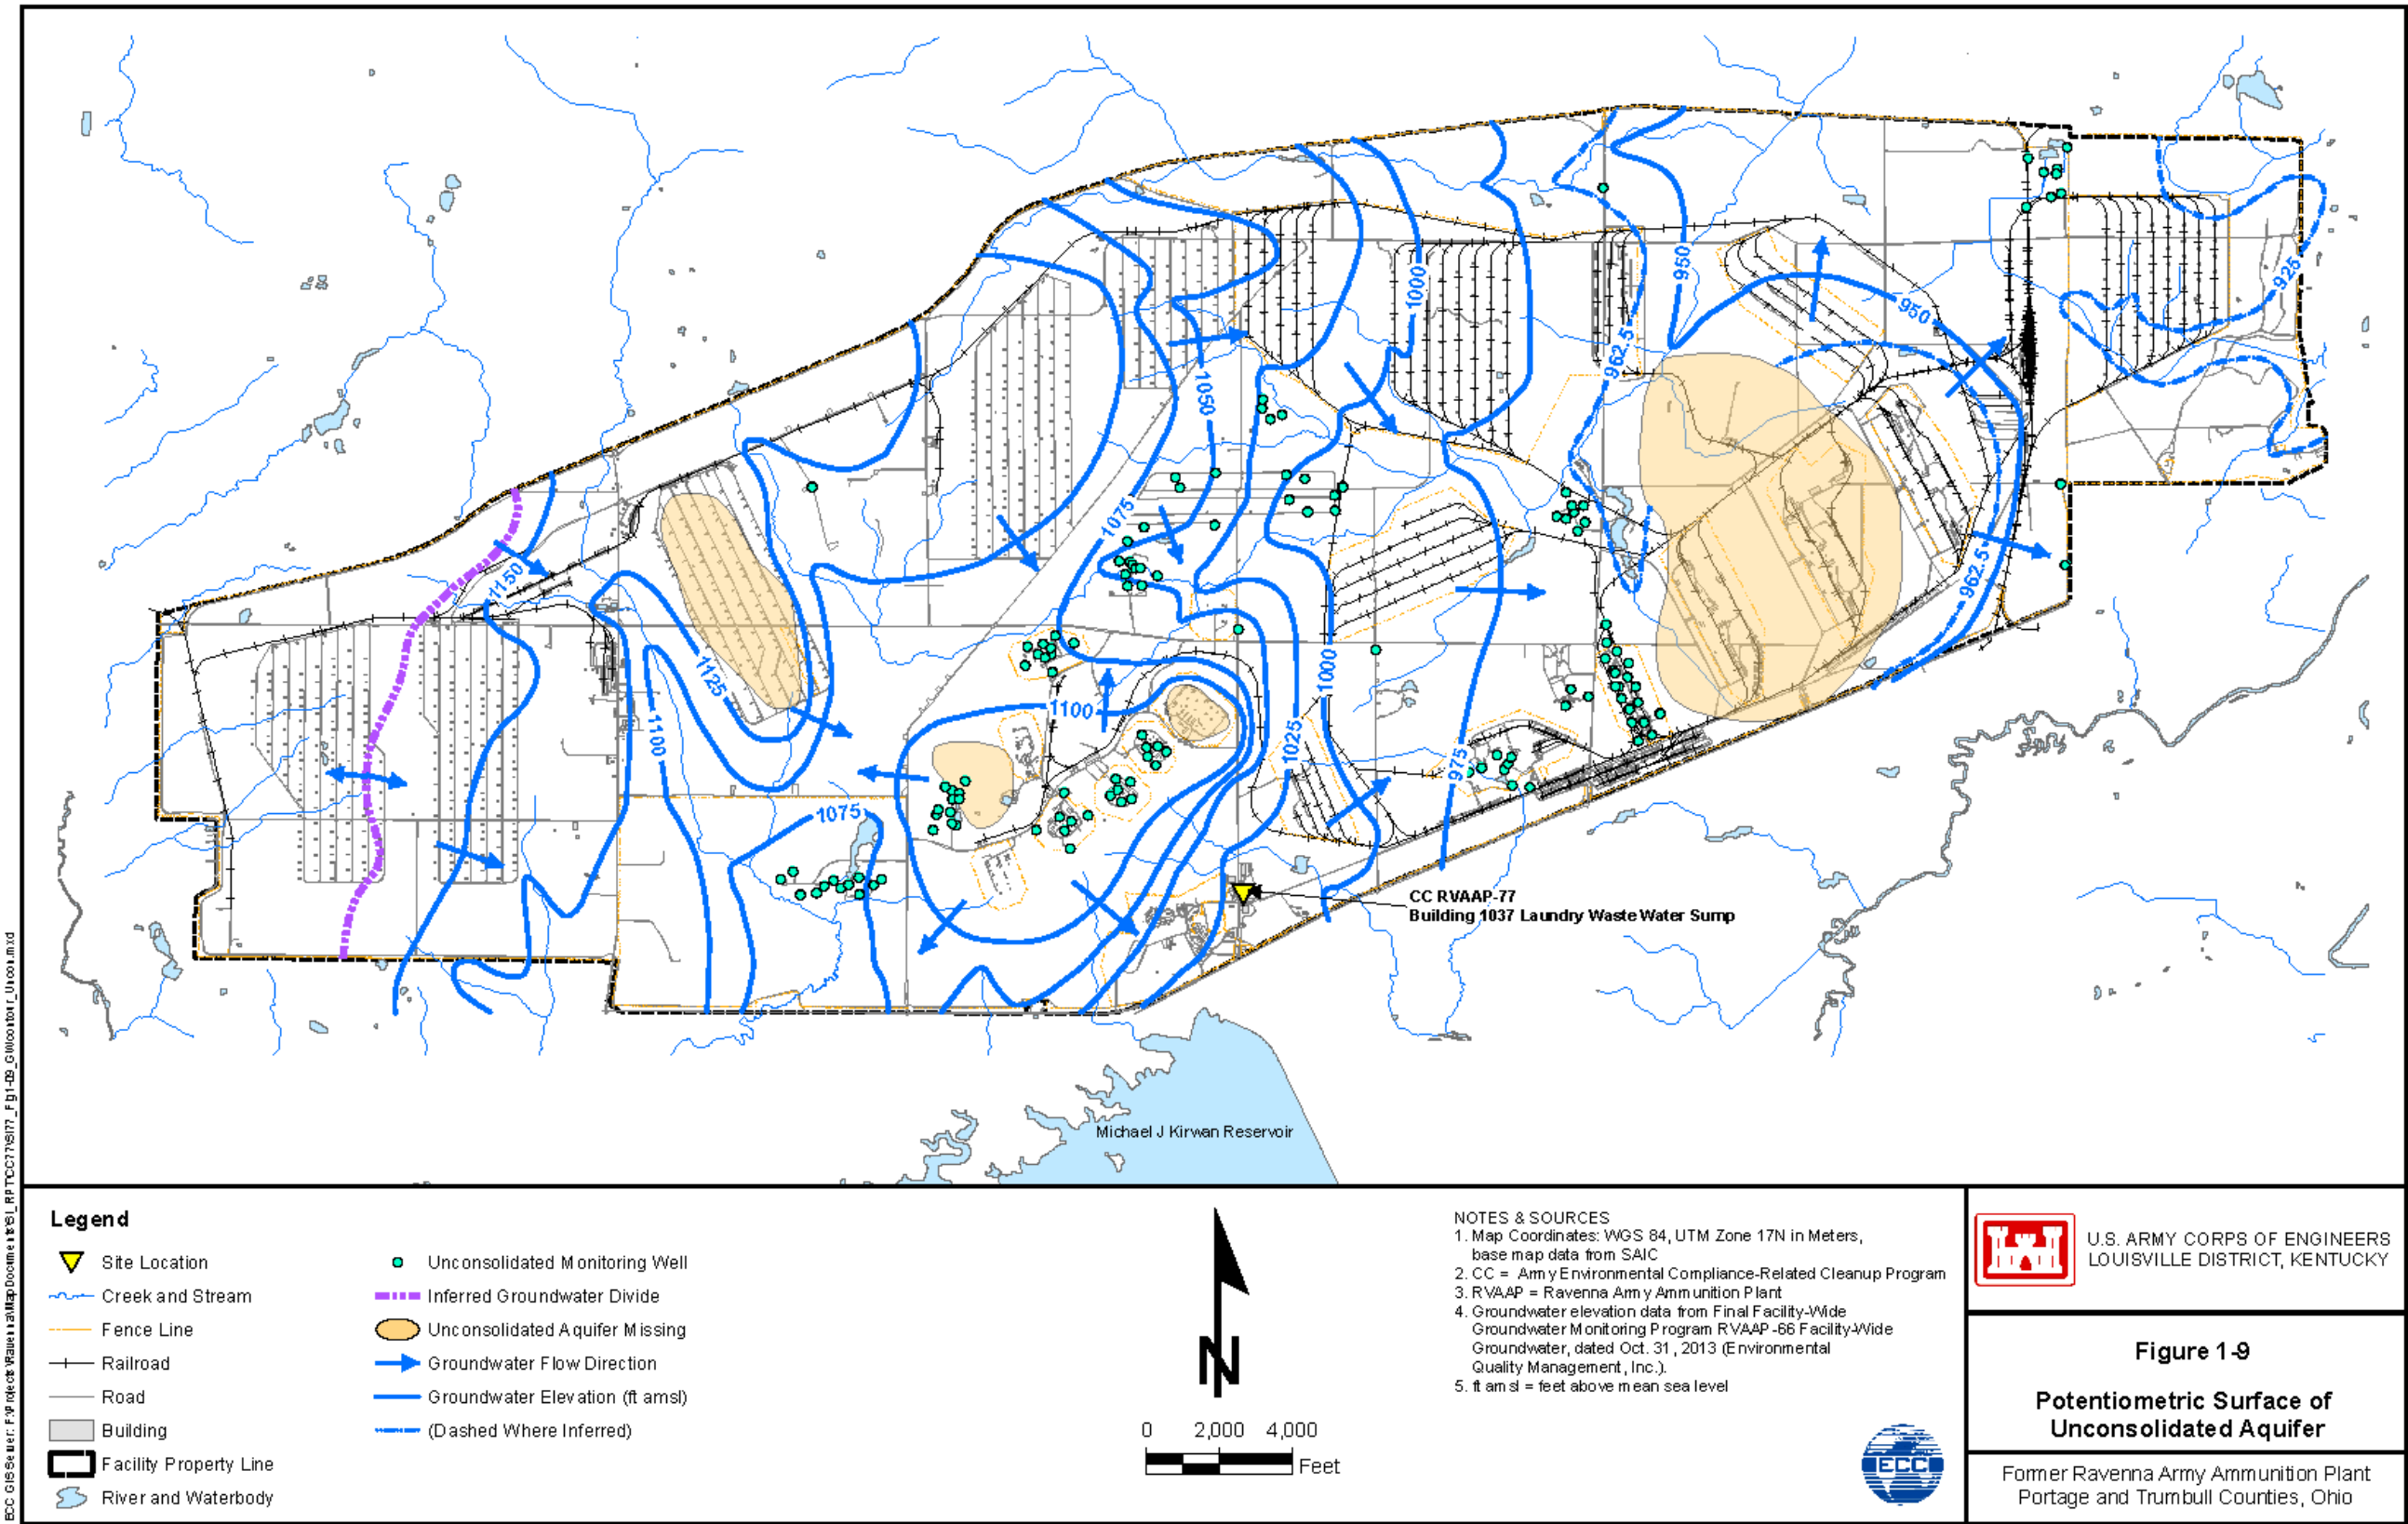 1000
950
950
925
962.5
1050
1075
1150
962.5
1125
1000
1100
1100
1025
975
1075
CC RVAAP-77
Building 1037 Laundry Waste Water Sump
Michael J Kirwan Reservoir
Legend
Site Location
Creek and Stream
Fence Line
Railroad
Road
Building
Facility Property Line
River and Waterbody
Unconsolidated Monitoring Well
Inferred Groundwater Divide
Unconsolidated Aquifer Missing
Groundwater Flow Direction
Groundwater Elevation (ft amsl)
(Dashed Where Inferred)
N
0 2,000 4,000
Feet
NOTES & SOURCES
1. Map Coordinates: WGS 84, UTM Zone 17N in Meters,
base map data from SAIC
2. CC = Army Environmental Compliance-Related Cleanup Program
3. RVAAP = Ravenna Army Ammunition Plant
4. Groundwater elevation data from Final Facility-Wide
Groundwater Monitoring Program RVAAP-66 Facility-Wide
Groundwater, dated Oct. 31, 2013 (Environmental
Quality Management, Inc.).
5. ft amsl = feet above mean sea level
ECC
U.S. ARMY CORPS OF ENGINEERS
LOUISVILLE DISTRICT, KENTUCKY
Figure 1-9
Potentiometric Surface of
Unconsolidated Aquifer
Former Ravenna Army Ammunition Plant
Portage and Trumbull Counties, Ohio